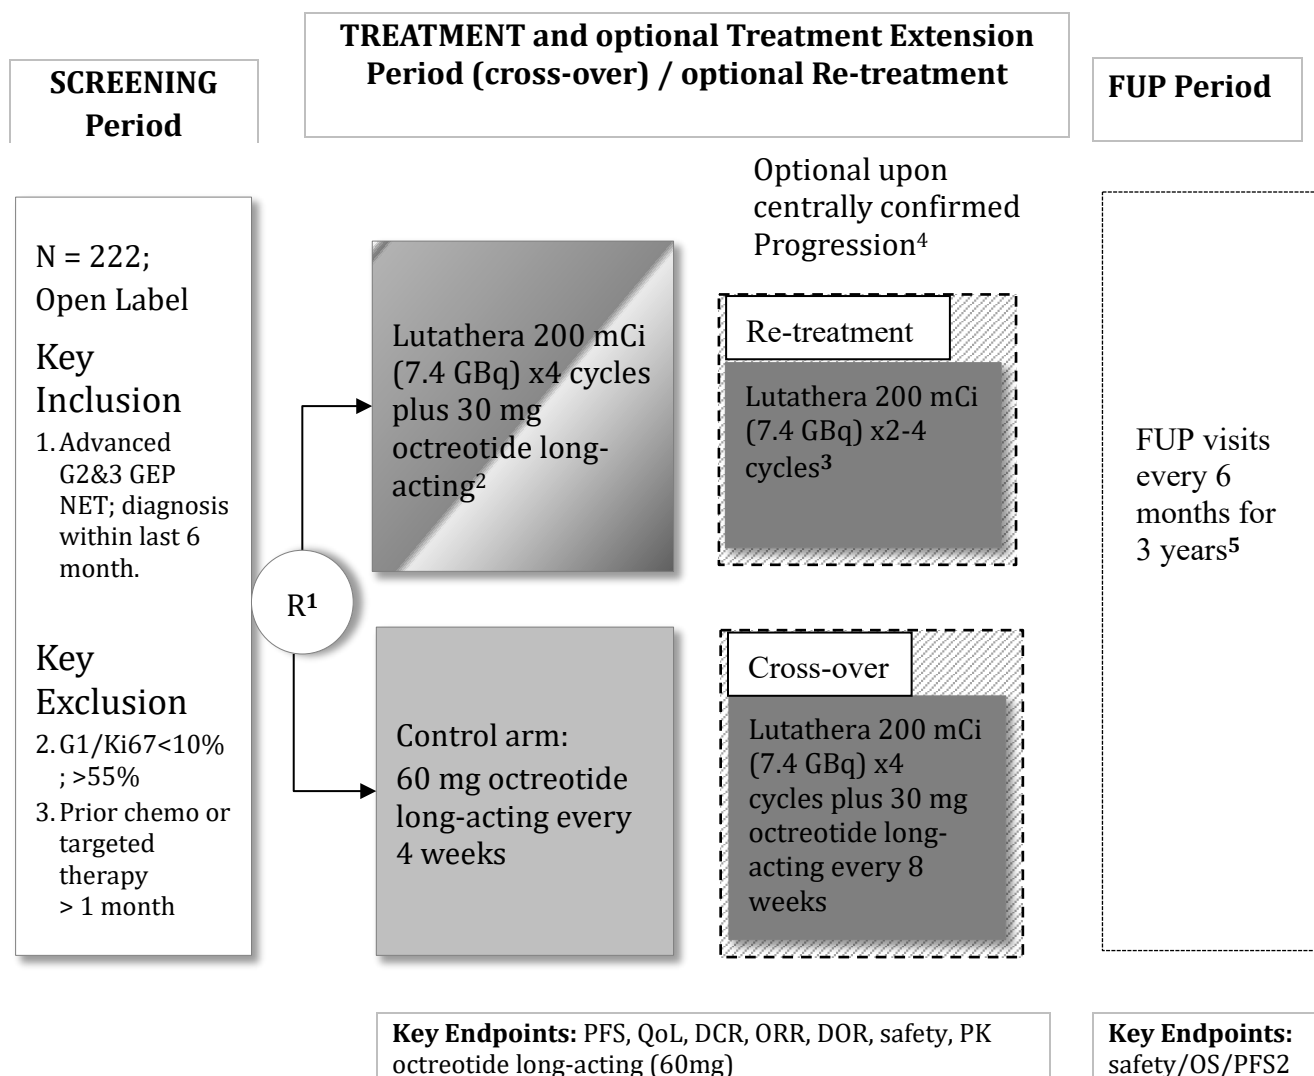 SCREENING
Period
TREATMENT and optional Treatment Extension
Period (cross-over) / optional Re-treatment
FUP Period
N = 222;
Open Label
Key
Inclusion
1. Advanced
G2&3 GEP
NET; diagnosis
within last 6
month.
Key
Exclusion
2. G1/Ki67<10%
; >55%
3. Prior chemo or
targeted
therapy
> 1 month
R¹
Lutathera 200 mCi
(7.4 GBq) x4 cycles
plus 30 mg
octreotide long-
acting²
Control arm:
60 mg octreotide
long-acting every
4 weeks
Optional upon
centrally confirmed
Progression⁴
Re-treatment
Lutathera 200 mCi
(7.4 GBq) x2-4
cycles³
Cross-over
Lutathera 200 mCi
(7.4 GBq) x4
cycles plus 30 mg
octreotide long-
acting every 8
weeks
FUP visits
every 6
months for
3 years⁵
Key Endpoints: PFS, QoL, DCR, ORR, DOR, safety, PK
octreotide long-acting (60mg)
Key Endpoints:
safety/OS/PFS2